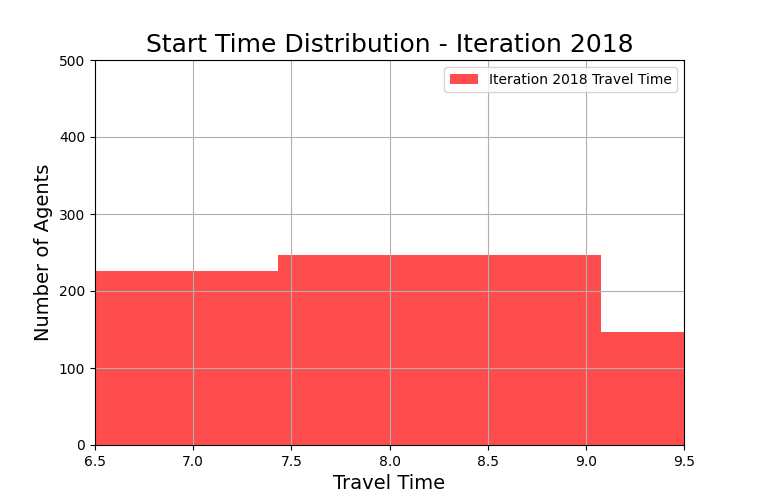 Start Time Distribution - Iteration 2018
500
400
300
200
100
0
Number of Agents
Iteration 2018 Travel Time
6.5 7.0 7.5 8.0 8.5 9.0 9.5
Travel Time